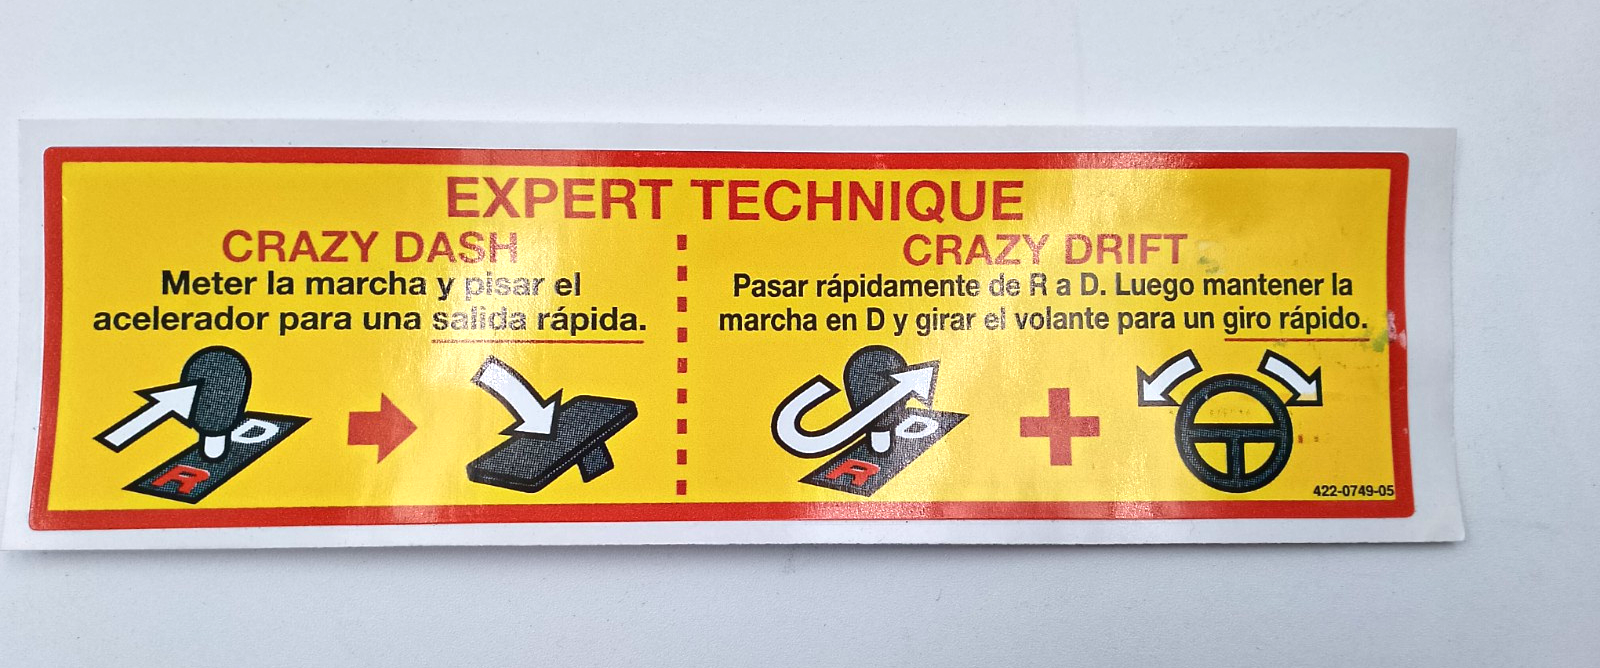 EXPERT TECHNIQUE
CRAZY DASH
Meter la marcha y pisar el
acelerador para una salida rápida.
R
D
CRAZY DRIFT
Pasar rápidamente de R a D. Luego mantener la
marcha en D y girar el volante para un giro rápido.
R
D
422-0749-05